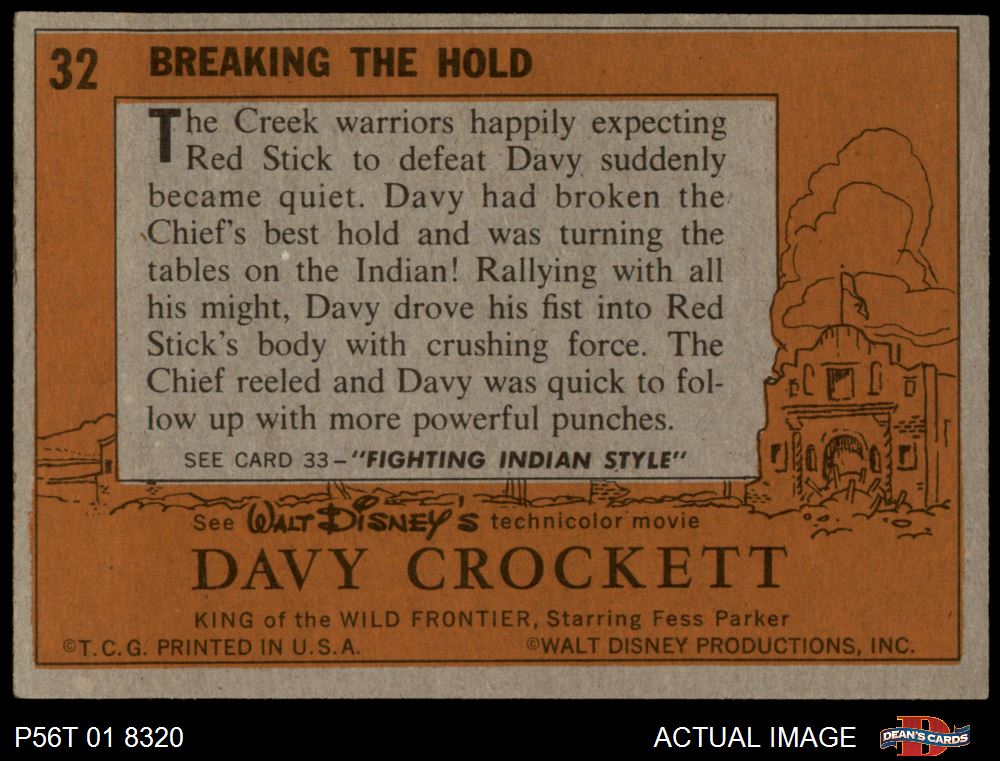 32 BREAKING THE HOLD
The Creek warriors happily expecting
Red Stick to defeat Davy suddenly
became quiet. Davy had broken the
Chief's best hold and was turning the
tables on the Indian! Rallying with all
his might, Davy drove his fist into Red
Stick's body with crushing force. The
Chief reeled and Davy was quick to fol-
low up with more powerful punches.
SEE CARD 33-"FIGHTING INDIAN STYLE"
See WALT DISNEY'S technicolor movie
DAVY CROCKETT
KING of the WILD FRONTIER, Starring Fess Parker
©T.C.G. PRINTED IN U.S.A. ©WALT DISNEY PRODUCTIONS, INC.
P56T 01 8320 ACTUAL IMAGE D DEAN'S CARDS